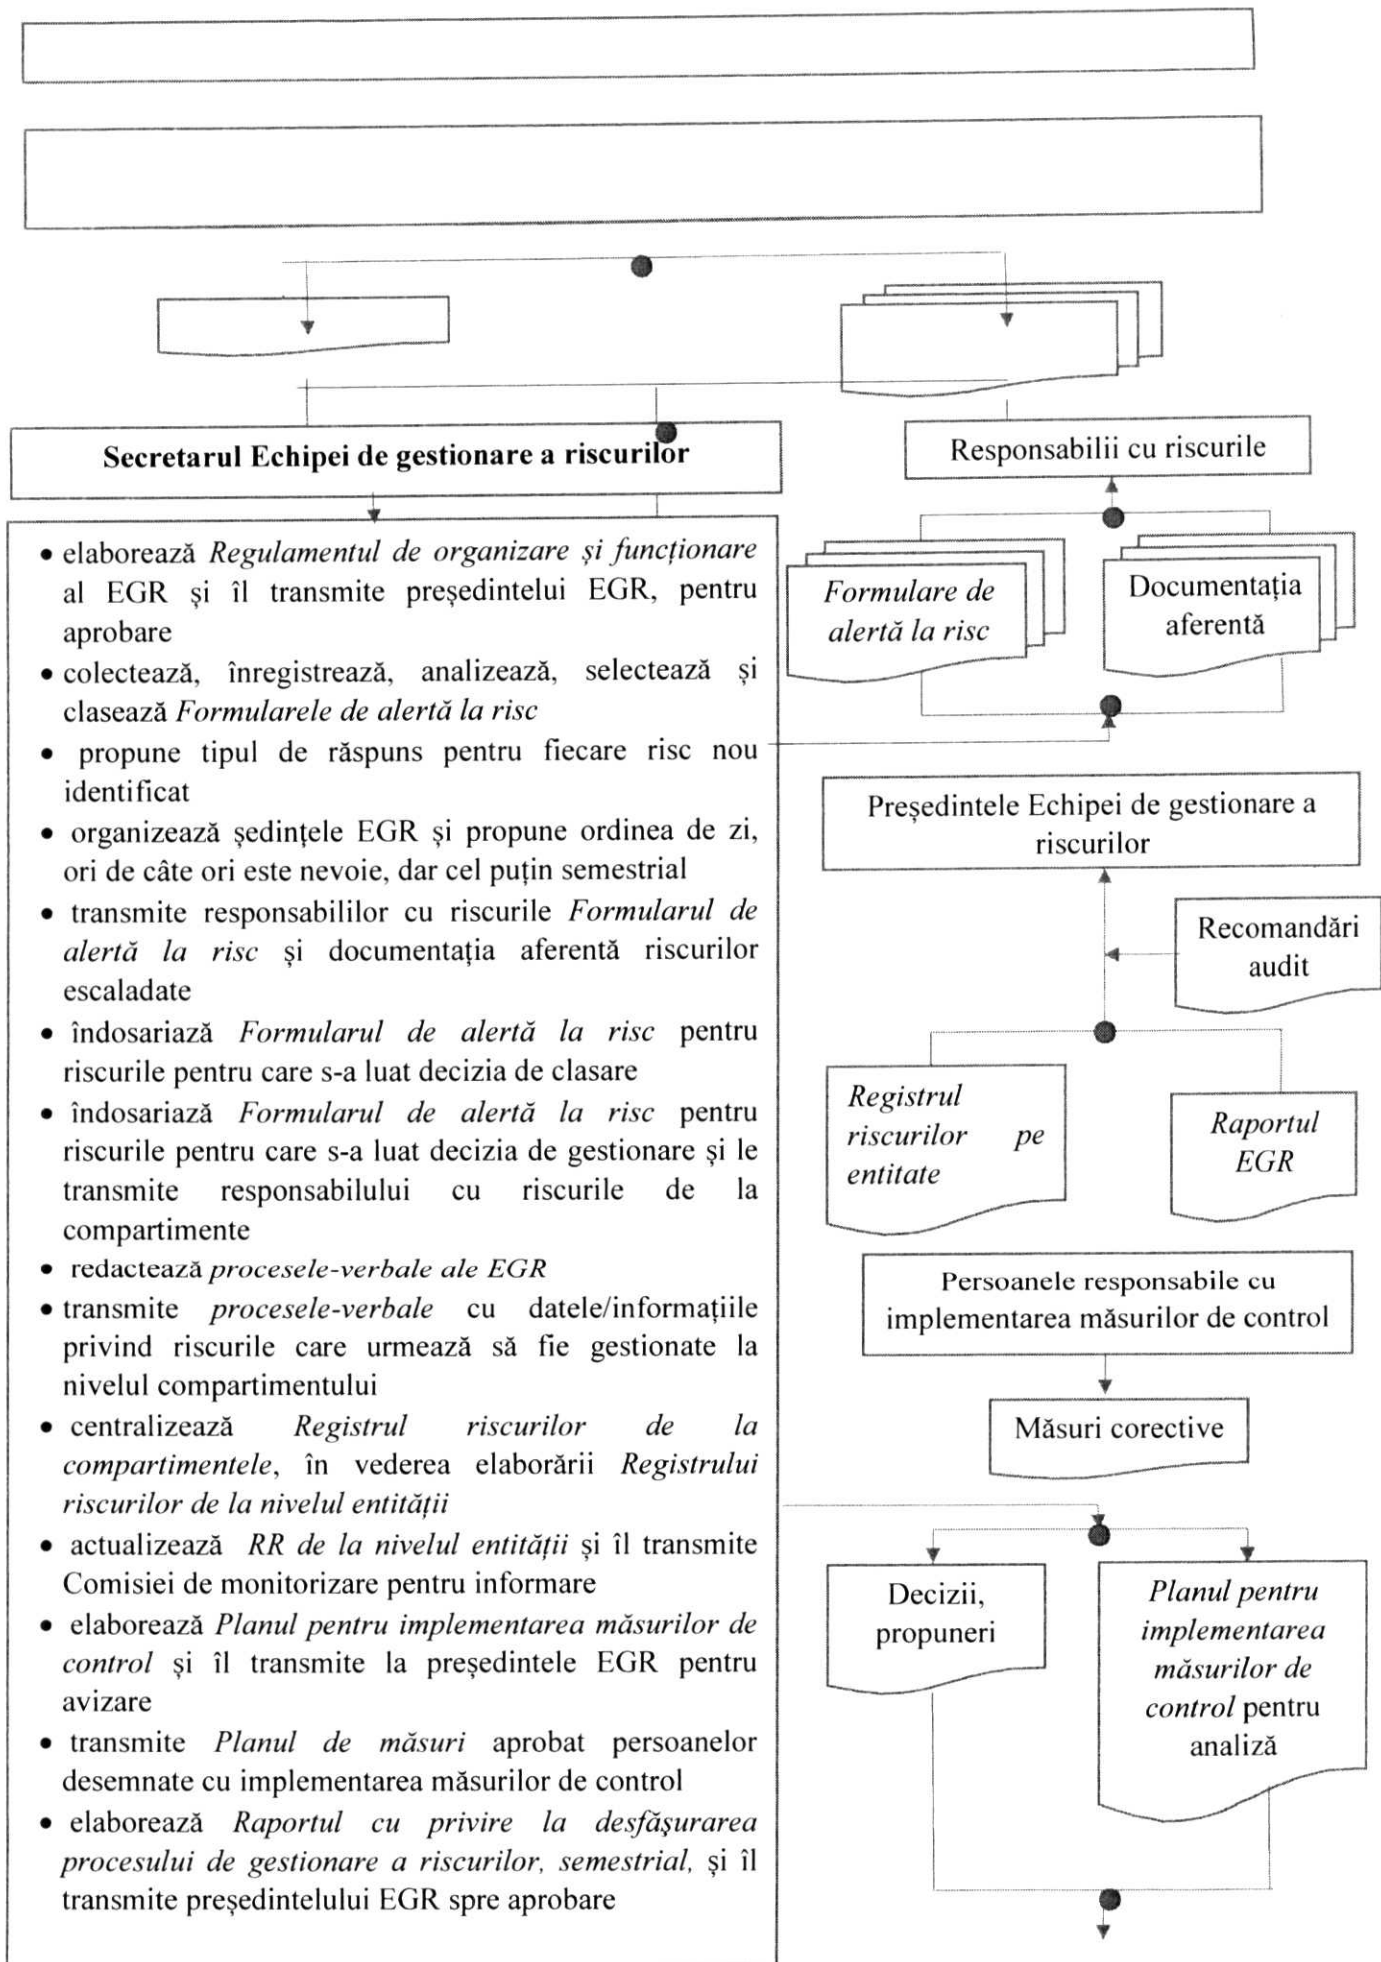 Secretarul Echipei de gestionare a riscurilor
• elaborează Regulamentul de organizare și funcționare
al EGR și îl transmite președintelui EGR, pentru
aprobare
• colectează, înregistrează, analizează, selectează și
clasează Formularele de alertă la risc
• propune tipul de răspuns pentru fiecare risc nou
identificat
• organizează ședințele EGR și propune ordinea de zi,
ori de câte ori este nevoie, dar cel puțin semestrial
• transmite responsabililor cu riscurile Formularul de
alertă la risc și documentația aferentă riscurilor
escaladate
• îndosariază Formularul de alertă la risc pentru
riscurile pentru care s-a luat decizia de clasare
• îndosariază Formularul de alertă la risc pentru
riscurile pentru care s-a luat decizia de gestionare și le
transmite responsabilului cu riscurile de la
compartimente
• redactează procesele-verbale ale EGR
• transmite procesele-verbale cu datele/informațiile
privind riscurile care urmează să fie gestionate la
nivelul compartimentului
• centralizează Registrul riscurilor de la
compartimentele, în vederea elaborării Registrului
riscurilor de la nivelul entității
• actualizează RR de la nivelul entității și îl transmite
Comisiei de monitorizare pentru informare
• elaborează Planul pentru implementarea măsurilor de
control și îl transmite la președintele EGR pentru
avizare
• transmite Planul de măsuri aprobat persoanelor
desemnate cu implementarea măsurilor de control
• elaborează Raportul cu privire la desfășurarea
procesului de gestionare a riscurilor, semestrial, și îl
transmite președintelului EGR spre aprobare
Responsabilii cu riscurile
Formulare de
alertă la risc
Documentația
aferentă
Președintele Echipei de gestionare a
riscurilor
Recomandări
audit
Registrul
riscurilor pe
entitate
Raportul
EGR
Persoanele responsabile cu
implementarea măsurilor de control
Măsuri corective
Decizii,
propuneri
Planul pentru
implementarea
măsurilor de
control pentru
analiză